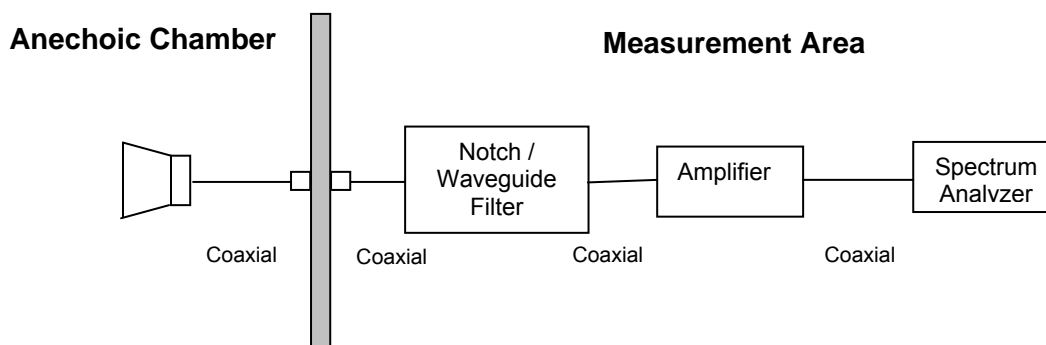 Anechoic Chamber
Measurement Area
Notch /
Waveguide
Filter
Amplifier
Spectrum
Analvzer
Coaxial
Coaxial
Coaxial
Coaxial